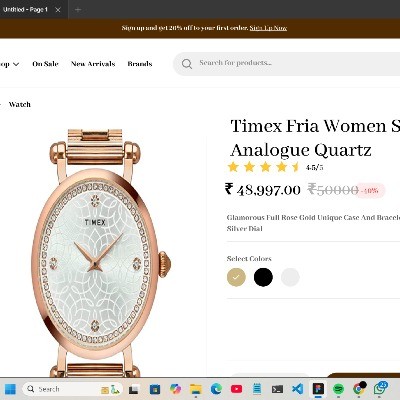 Untitled - Page 1
Sign up and get 20% off to your first order. Sign Up Now
op
On Sale
New Arrivals
Brands
Search for products...
Watch
Timex Fria Women S
Analogue Quartz
4.5/5
₹ 48,997.00 ₹50000 -40%
Glamorous Full Rose Gold Unique Case And Bracele
Silver Dial
Select Colors
TIMEX
Search